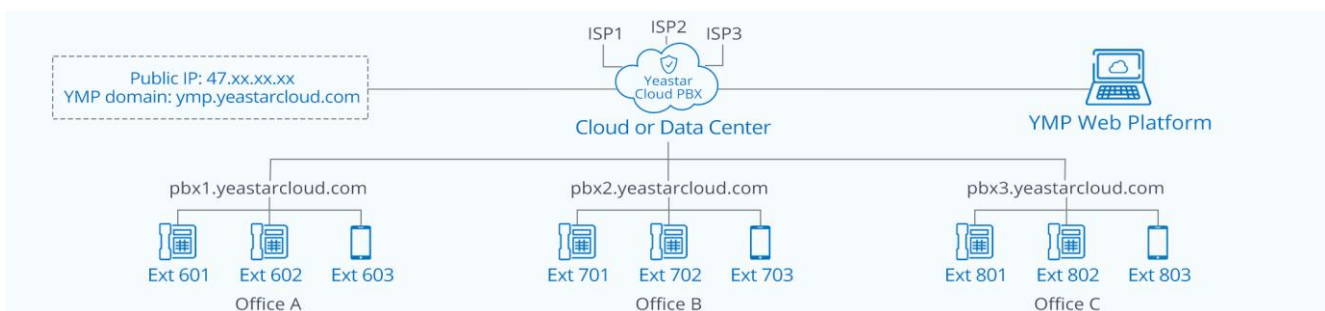 ISP1
ISP2
ISP3
Public IP: 47.xx.xx.xx
YMP domain: ymp.yeastarcloud.com
Yeastar
Cloud PBX
Cloud or Data Center
YMP Web Platform
pbx1.yeastarcloud.com
pbx2.yeastarcloud.com
pbx3.yeastarcloud.com
Ext 601
Ext 602
Ext 603
Ext 701
Ext 702
Ext 703
Ext 801
Ext 802
Ext 803
Office A
Office B
Office C